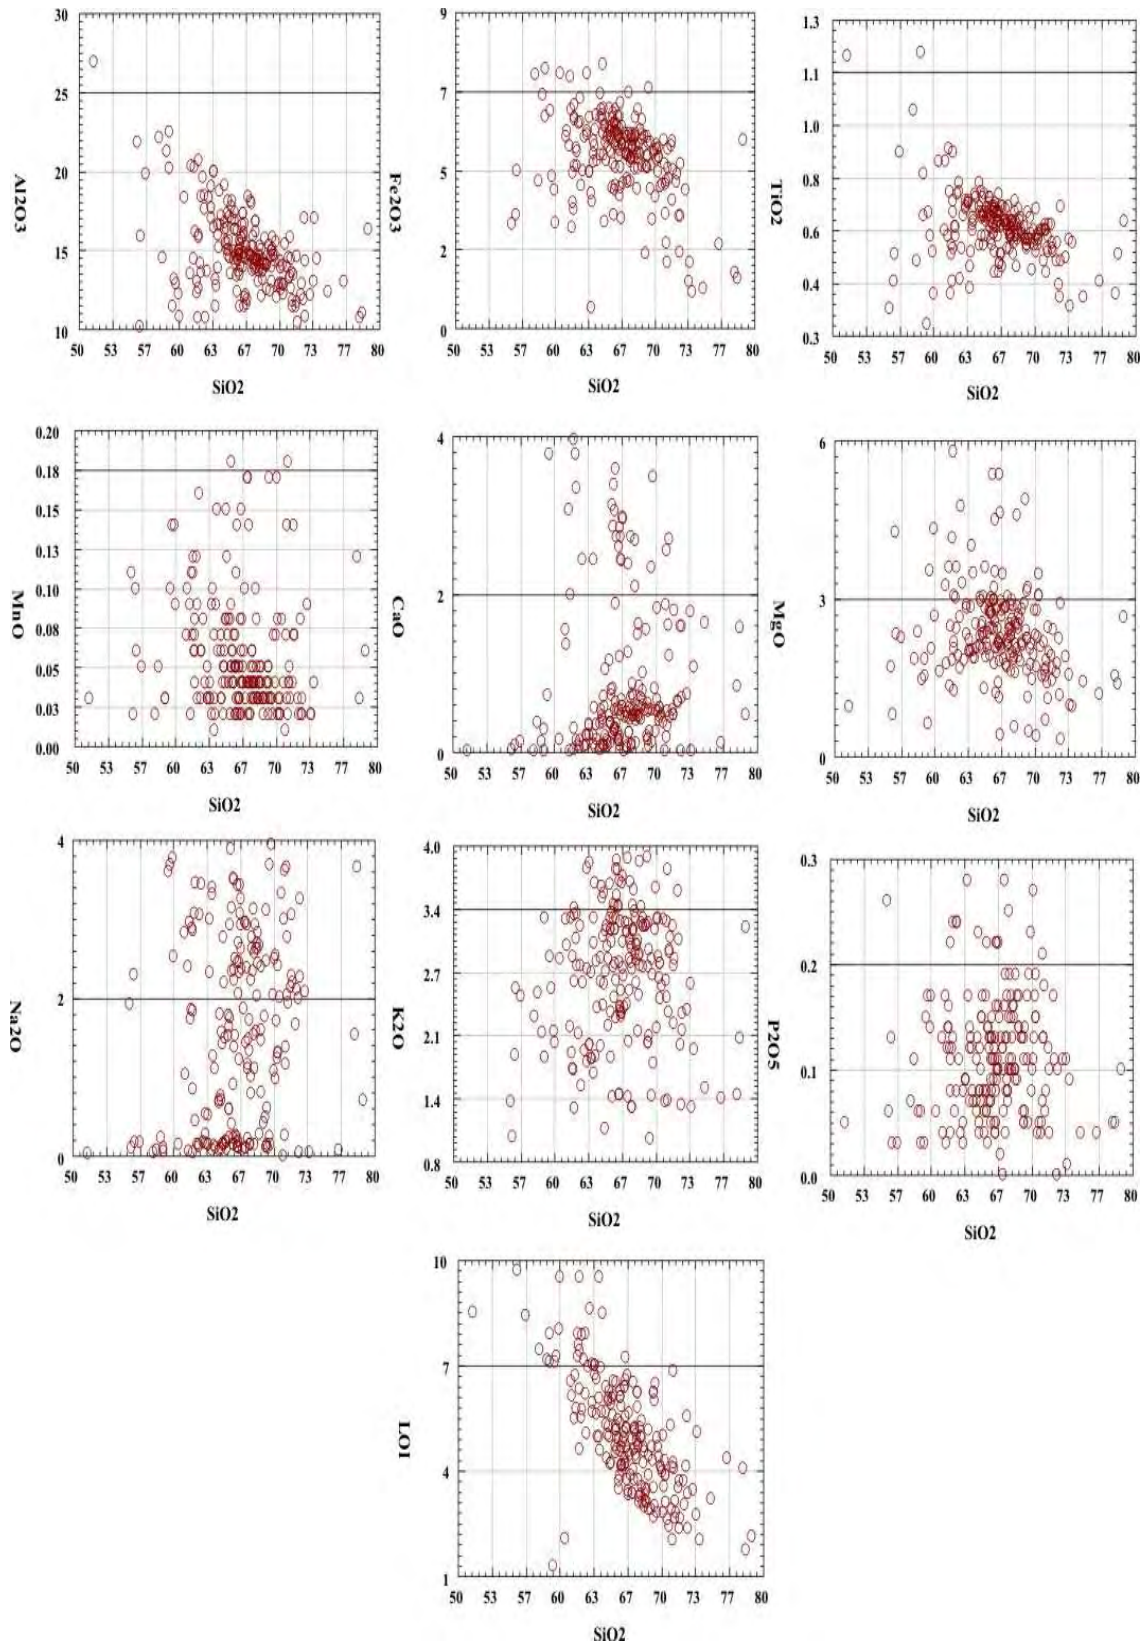 30
25
20
15
10
Al2O3
50 53 57 60 63 67 70 73 77 80
SiO2
9
7
5
2
0
Fe2O3
50 53 57 60 63 67 70 73 77 80
SiO2
1.3
1.1
1.0
0.8
0.6
0.4
0.3
TiO2
50 53 57 60 63 67 70 73 77 80
SiO2
0.20
0.18
0.15
0.13
0.10
0.08
0.05
0.03
0.00
MnO
50 53 57 60 63 67 70 73 77 80
SiO2
4
2
0
CaO
50 53 57 60 63 67 70 73 77 80
SiO2
6
3
0
MgO
50 53 57 60 63 67 70 73 77 80
SiO2
4
2
0
Na2O
50 53 57 60 63 67 70 73 77 80
SiO2
4.0
3.4
2.7
2.1
1.4
0.8
K2O
50 53 57 60 63 67 70 73 77 80
SiO2
0.3
0.2
0.1
0.0
P2O5
50 53 57 60 63 67 70 73 77 80
SiO2
10
7
4
1
LOI
50 53 57 60 63 67 70 73 77 80
SiO2